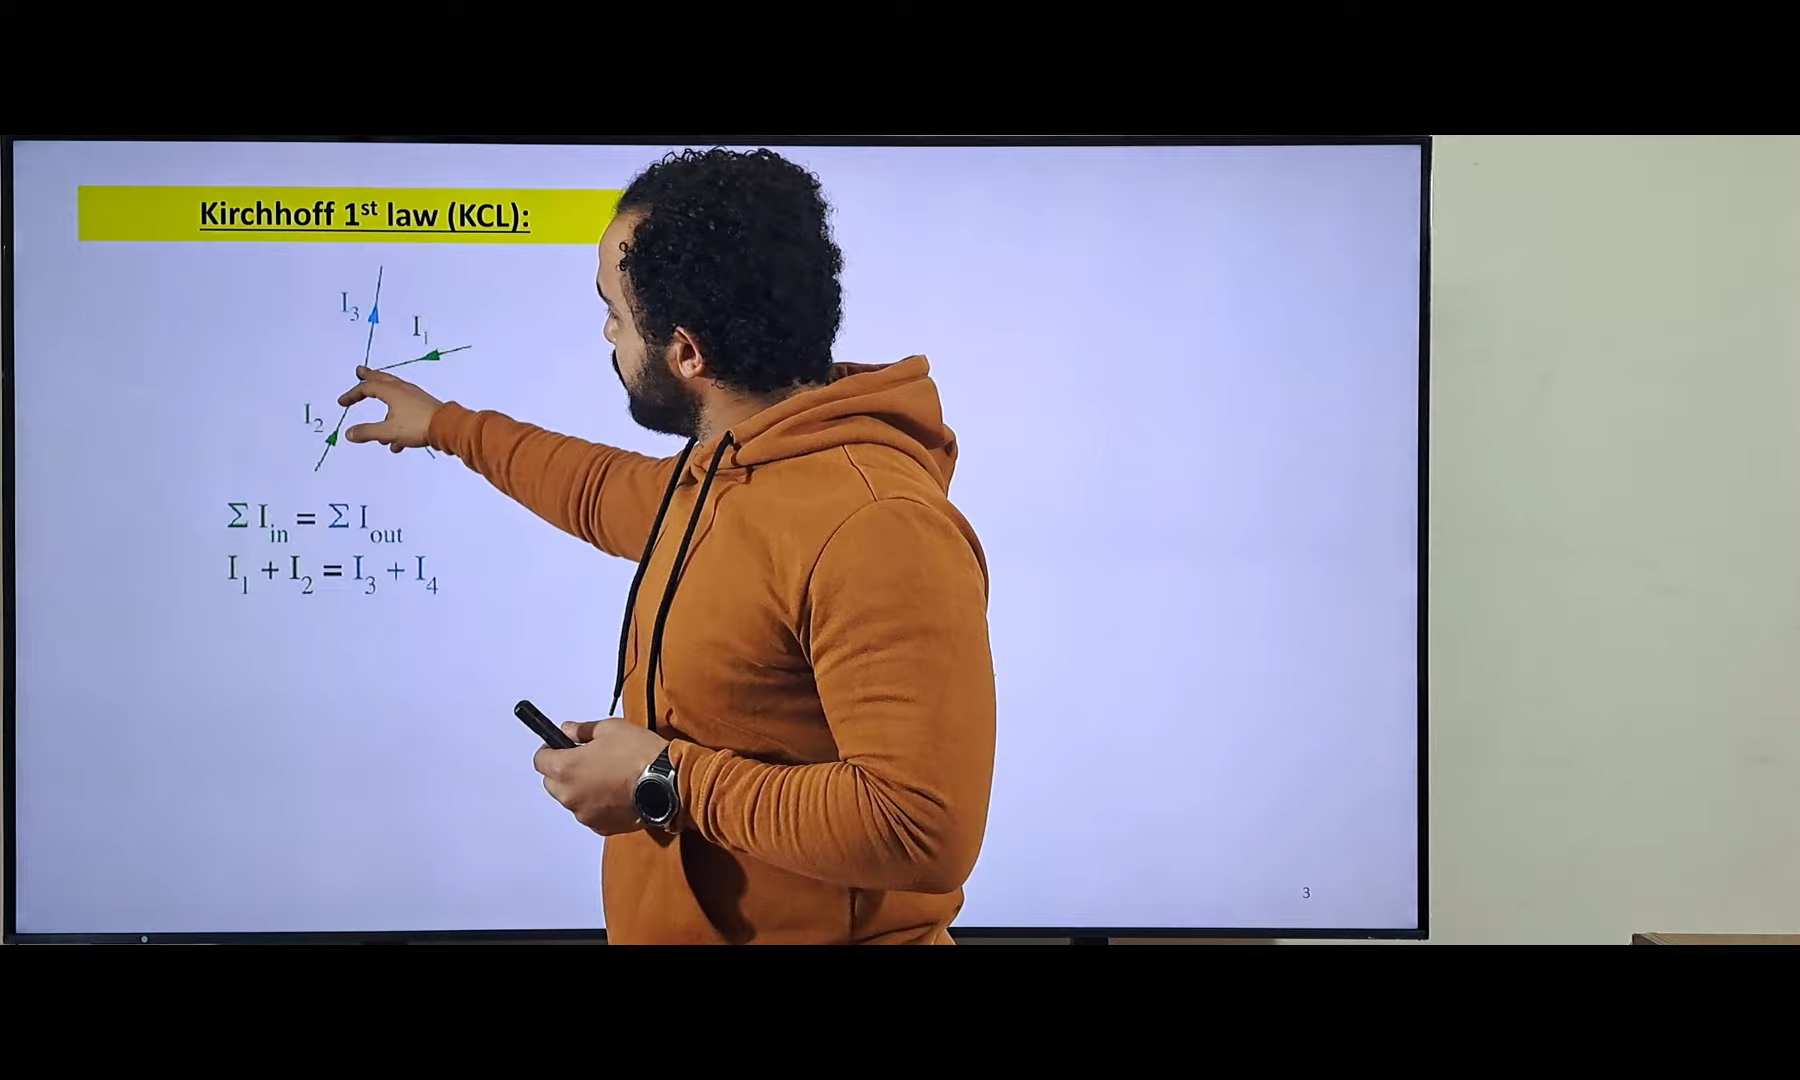 Kirchhoff 1st law (KCL):
I3
I1
I2
Σ Iin = Σ Iout
I1 + I2 = I3 + I4
3